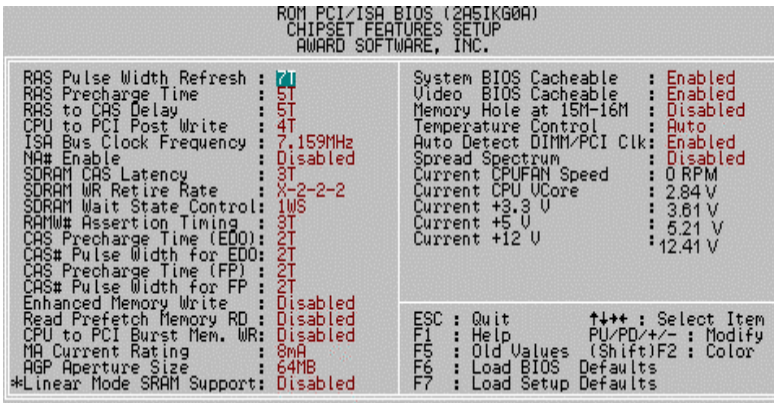 ROM PCI/ISA BIOS (2A5IKG0A)
CHIPSET FEATURES SETUP
AWARD SOFTWARE, INC.
RAS Pulse Width Refresh : 7T
RAS Precharge Time : 5T
RAS to CAS Delay : 5T
CPU to PCI Post Write : 4T
ISA Bus Clock Frequency : 7.159MHz
NA# Enable : Disabled
SDRAM CAS Latency : 3T
SDRAM WR Retire Rate : X-2-2-2
SDRAM Wait State Control: 1WS
RAMW# Assertion Timing : 3T
CAS Precharge Time (EDO): 2T
CAS# Pulse Width for EDO: 2T
CAS Precharge Time (FP) : 2T
CAS# Pulse Width for FP : 2T
Enhanced Memory Write : Disabled
Read Prefetch Memory RD : Disabled
CPU to PCI Burst Mem. WR: Disabled
MA Current Rating : 8mA
AGP Aperture Size : 64MB
*Linear Mode SRAM Support: Disabled
System BIOS Cacheable : Enabled
Video BIOS Cacheable : Enabled
Memory Hole at 15M-16M : Disabled
Temperature Control : Auto
Auto Detect DIMM/PCI Clk: Enabled
Spread Spectrum : Disabled
Current CPUFAN Speed : 0 RPM
Current CPU VCore : 2.84 V
Current +3.3 V : 3.61 V
Current +5 V : 5.21 V
Current +12 V : 12.41 V
ESC : Quit ↑↓→← : Select Item
F1 : Help PU/PD/+/- : Modify
F5 : Old Values (Shift)F2 : Color
F6 : Load BIOS Defaults
F7 : Load Setup Defaults